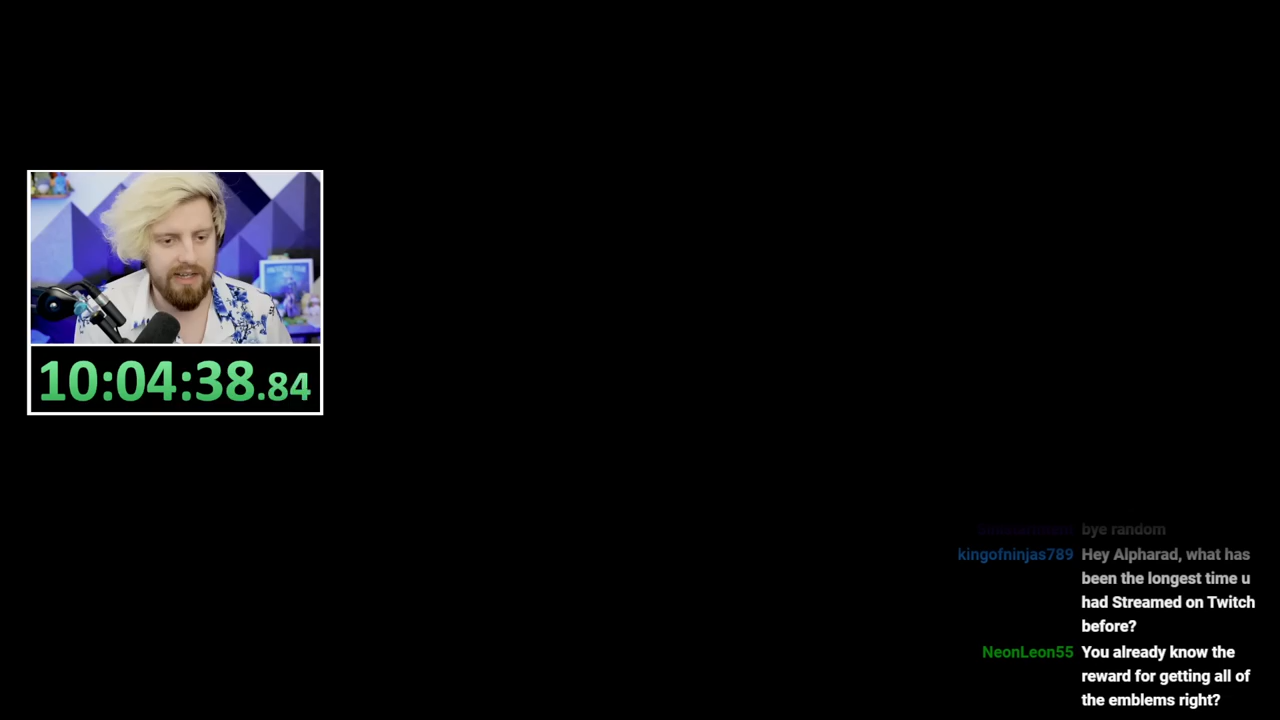 10:04:38.84
bye random
kingofninjas789 Hey Alpharad, what has
been the longest time u
had Streamed on Twitch
before?
NeonLeon55 You already know the
reward for getting all of
the emblems right?